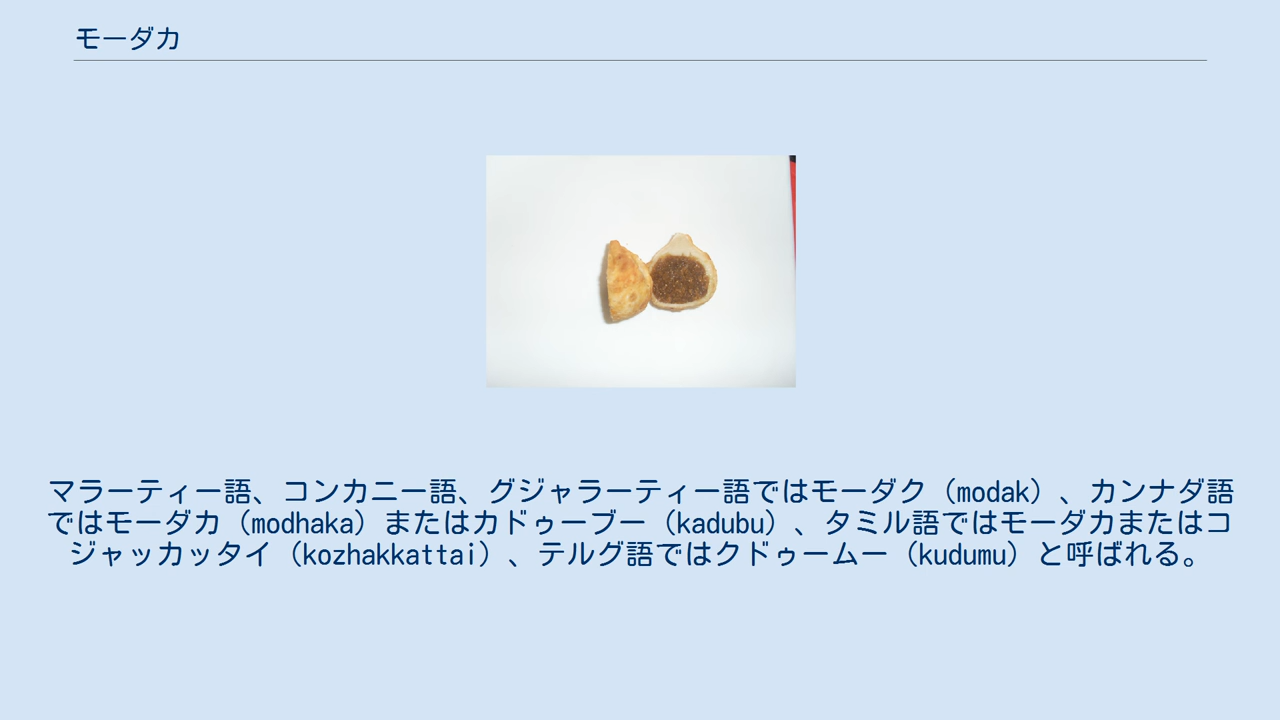 モーダカ
マラーティー語、コンカニー語、グジャラーティー語ではモーダク（modak）、カンナダ語
ではモーダカ（modhaka）またはカドゥーブー（kadubu）、タミル語ではモーダカまたはコ
ジャッカッタイ（kozhakkattai）、テルグ語ではクドゥームー（kudumu）と呼ばれる。